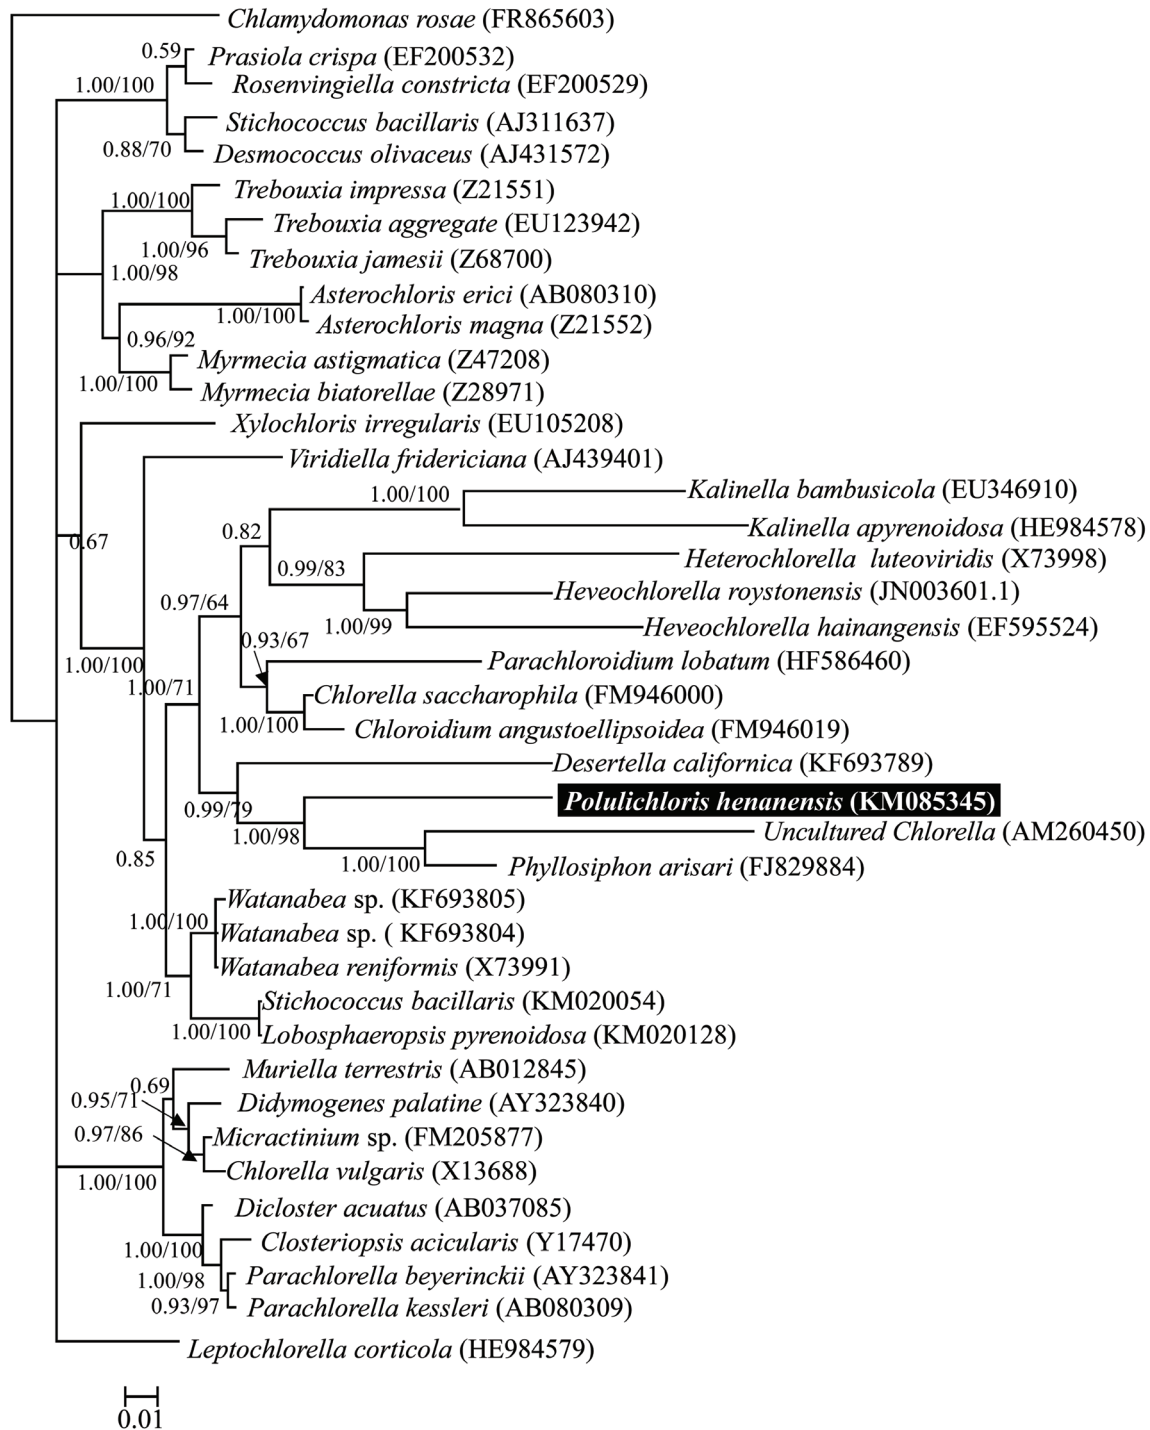 Chlamydomonas rosae (FR865603)
0.59
Prasiola crispa (EF200532)
1.00/100
Rosenvingiella constricta (EF200529)
Stichococcus bacillaris (AJ311637)
0.88/70
Desmococcus olivaceus (AJ431572)
Trebouxia impressa (Z21551)
1.00/100
Trebouxia aggregate (EU123942)
1.00/96
Trebouxia jamesii (Z68700)
1.00/98
Asterochloris erici (AB080310)
1.00/100
Asterochloris magna (Z21552)
0.96/92
Myrmecia astigmatica (Z47208)
1.00/100
Myrmecia biatorellae (Z28971)
Xylochloris irregularis (EU105208)
Viridiella fridericiana (AJ439401)
1.00/100
Kalinella bambusicola (EU346910)
Kalinella apyrenoidosa (HE984578)
0.82
0.67
Heterochlorella luteoviridis (X73998)
0.99/83
Heveochlorella roystonensis (JN003601.1)
0.97/64
1.00/99
Heveochlorella hainangensis (EF595524)
0.93/67
Parachloroidium lobatum (HF586460)
1.00/100
1.00/71
Chlorella saccharophila (FM946000)
1.00/100
Chloroidium angustoellipsoidea (FM946019)
Desertella californica (KF693789)
0.99/79
Polulichloris henanensis (KM085345)
1.00/98
Uncultured Chlorella (AM260450)
0.85
1.00/100
Phyllosiphon arisari (FJ829884)
Watanabea sp. (KF693805)
1.00/100
Watanabea sp. ( KF693804)
Watanabea reniformis (X73991)
1.00/71
Stichococcus bacillaris (KM020054)
1.00/100
Lobosphaeropsis pyrenoidosa (KM020128)
Muriella terrestris (AB012845)
0.69
0.95/71
Didymogenes palatine (AY323840)
0.97/86
Micractinium sp. (FM205877)
Chlorella vulgaris (X13688)
1.00/100
Dicloster acuatus (AB037085)
1.00/100
Closteriopsis acicularis (Y17470)
1.00/98
Parachlorella beyerinckii (AY323841)
0.93/97
Parachlorella kessleri (AB080309)
Leptochlorella corticola (HE984579)
0.01